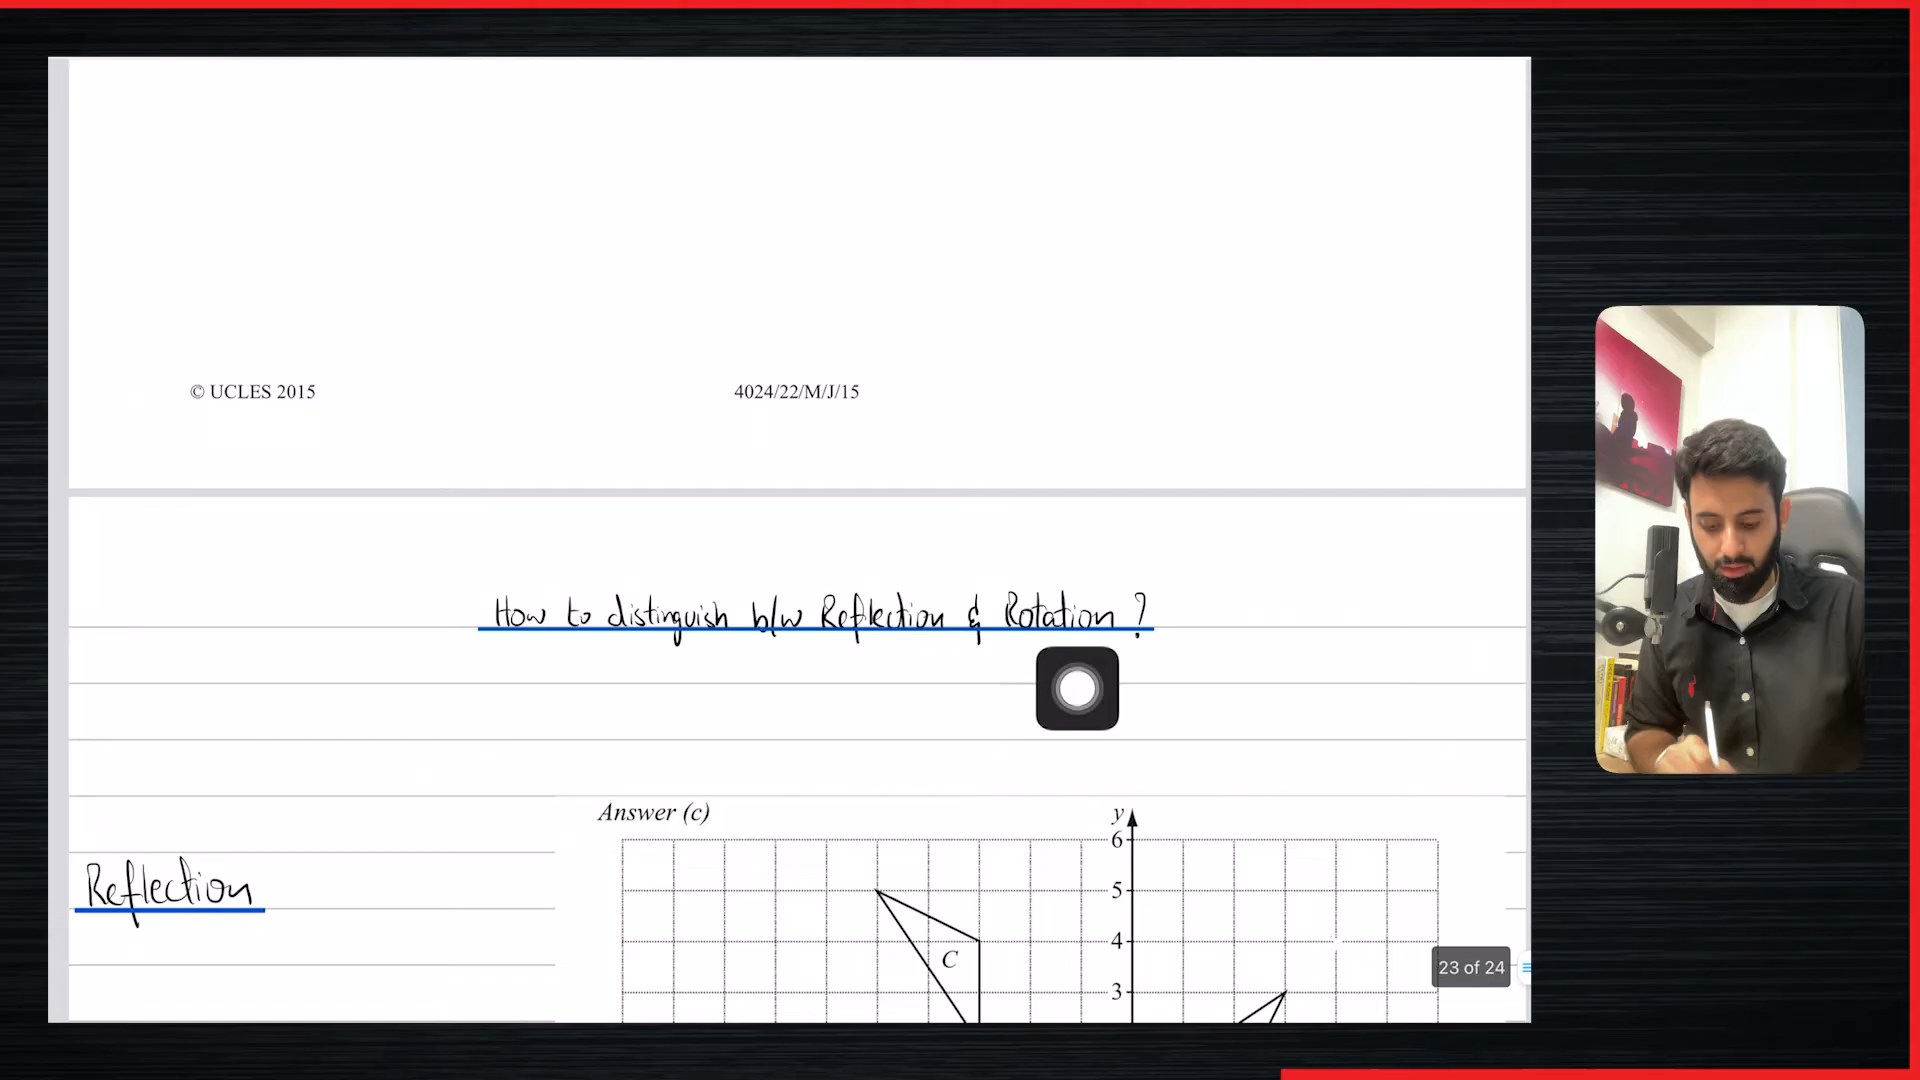 © UCLES 2015 4024/22/M/J/15
How to distinguish b/w Reflection & Rotation ?
Answer (c)
y
6
Reflection
5
4
C
23 of 24
3